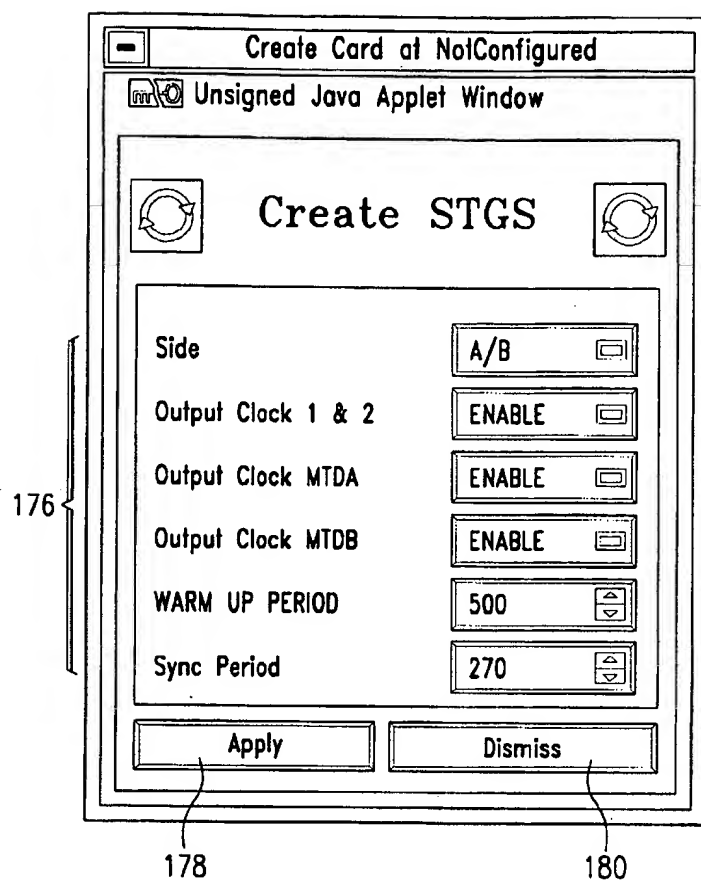 Create Card at NotConfigured
Unsigned Java Applet Window
Create STGS
Side A/B
Output Clock 1 & 2 ENABLE
Output Clock MTDA ENABLE
Output Clock MTDB ENABLE
WARM UP PERIOD 500
Sync Period 270
Apply Dismiss
176
178 180